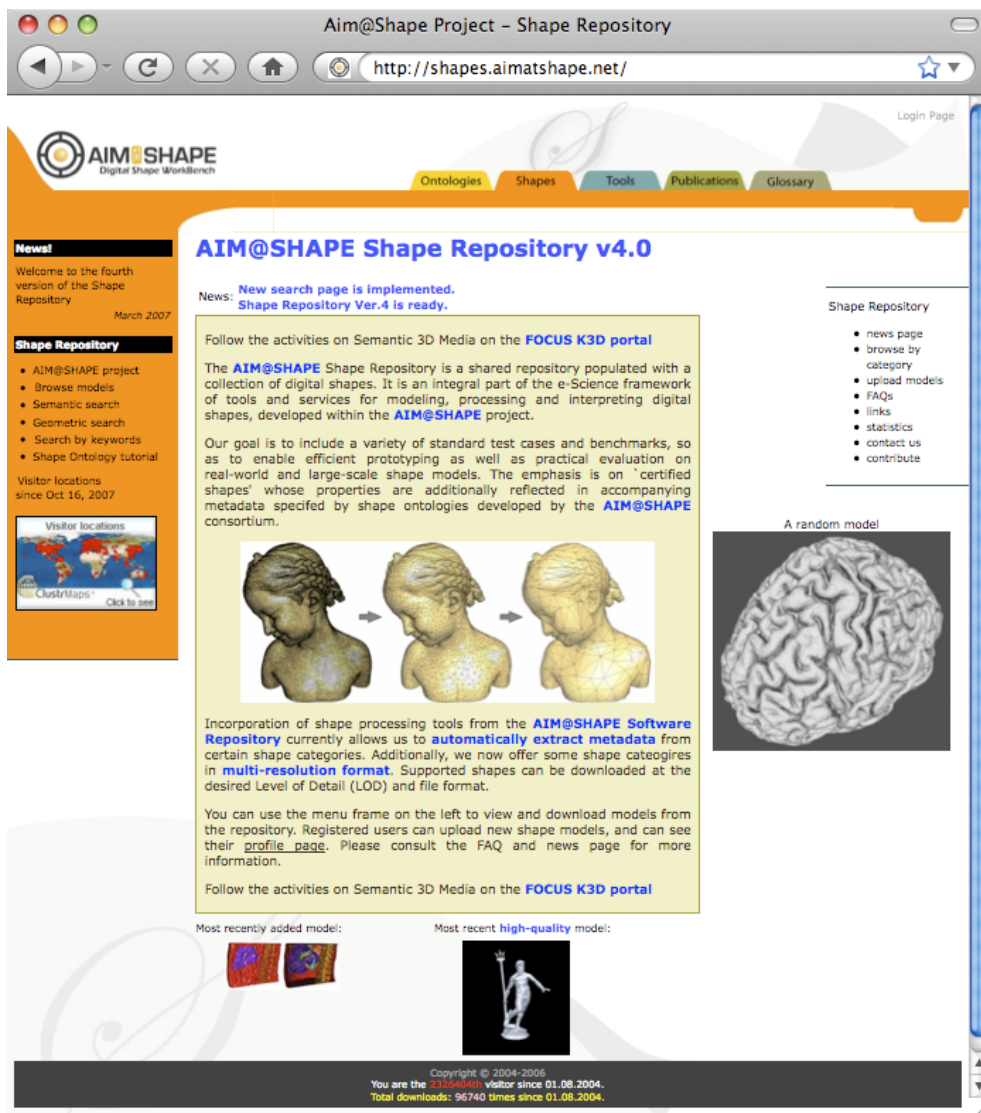 Aim@Shape Project – Shape Repository
http://shapes.aimatshape.net/
Login Page
AIM@SHAPE
Digital Shape WorkBench
Ontologies
Shapes
Tools
Publications
Glossary
News!
Welcome to the fourth
version of the Shape
Repository
March 2007
Shape Repository
AIM@SHAPE project
Browse models
Semantic search
Geometric search
Search by keywords
Shape Ontology tutorial
Visitor locations
since Oct 16, 2007
Visitor locations
ClustrMaps™
Click to see
AIM@SHAPE Shape Repository v4.0
News: New search page is implemented.
Shape Repository Ver.4 is ready.
Follow the activities on Semantic 3D Media on the FOCUS K3D portal
The AIM@SHAPE Shape Repository is a shared repository populated with a
collection of digital shapes. It is an integral part of the e-Science framework
of tools and services for modeling, processing and interpreting digital
shapes, developed within the AIM@SHAPE project.
Our goal is to include a variety of standard test cases and benchmarks, so
as to enable efficient prototyping as well as practical evaluation on
real-world and large-scale shape models. The emphasis is on `certified
shapes' whose properties are additionally reflected in accompanying
metadata specifed by shape ontologies developed by the AIM@SHAPE
consortium.
Incorporation of shape processing tools from the AIM@SHAPE Software
Repository currently allows us to automatically extract metadata from
certain shape categories. Additionally, we now offer some shape cateogires
in multi-resolution format. Supported shapes can be downloaded at the
desired Level of Detail (LOD) and file format.
You can use the menu frame on the left to view and download models from
the repository. Registered users can upload new shape models, and can see
their profile page. Please consult the FAQ and news page for more
information.
Follow the activities on Semantic 3D Media on the FOCUS K3D portal
Most recently added model:
Most recent high-quality model:
Shape Repository
news page
browse by
category
upload models
FAQs
links
statistics
contact us
contribute
A random model
Copyright © 2004-2006
You are the 2326404th visitor since 01.08.2004.
Total downloads: 96740 times since 01.08.2004.